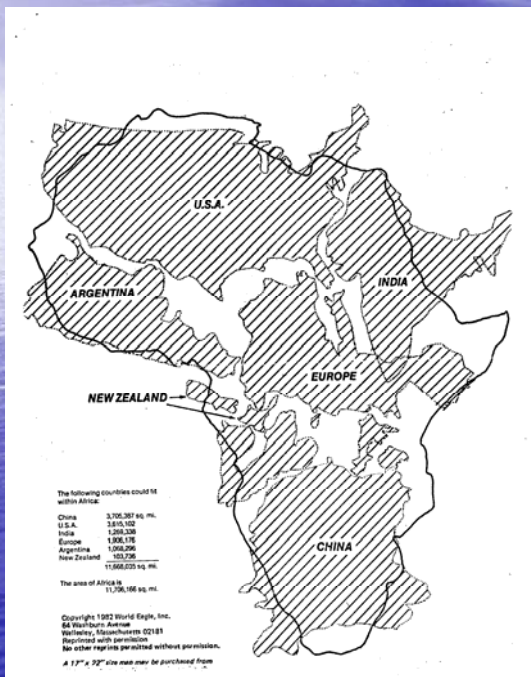 U.S.A.
ARGENTINA
INDIA
EUROPE
NEW ZEALAND
CHINA
The following countries could fit
within Africa:
China 3,705,387 sq. mi.
U.S.A. 3,615,102
India 1,269,338
Europe 1,906,176
Argentina 1,068,296
New Zealand 103,736
11,668,035 sq. mi.
The area of Africa is
11,706,166 sq. mi.
Copyright 1982 World Eagle, Inc.
64 Washburn Avenue
Wellesley, Massachusetts 02181
Reprinted with permission
No other reprints permitted without permission.
A 17" x 22" size map may be purchased from